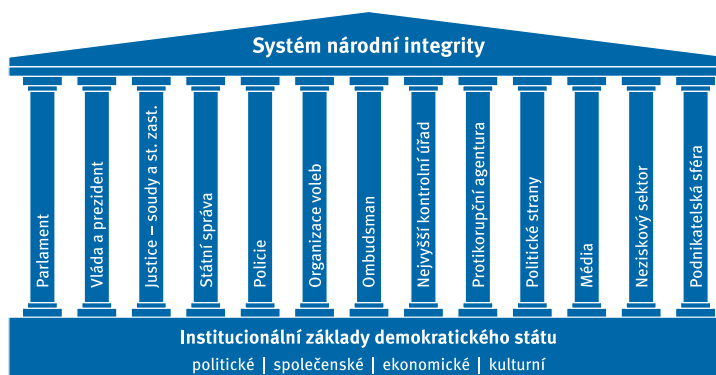 Systém národní integrity
Parlament
Vláda a prezident
Justice – soudy a st. zast.
Státní správa
Policie
Organizace voleb
Ombudsman
Nejvyšší kontrolní úřad
Protikorupční agentura
Politické strany
Média
Neziskový sektor
Podnikatelská sféra
Institucionální základy demokratického státu
politické | společenské | ekonomické | kulturní